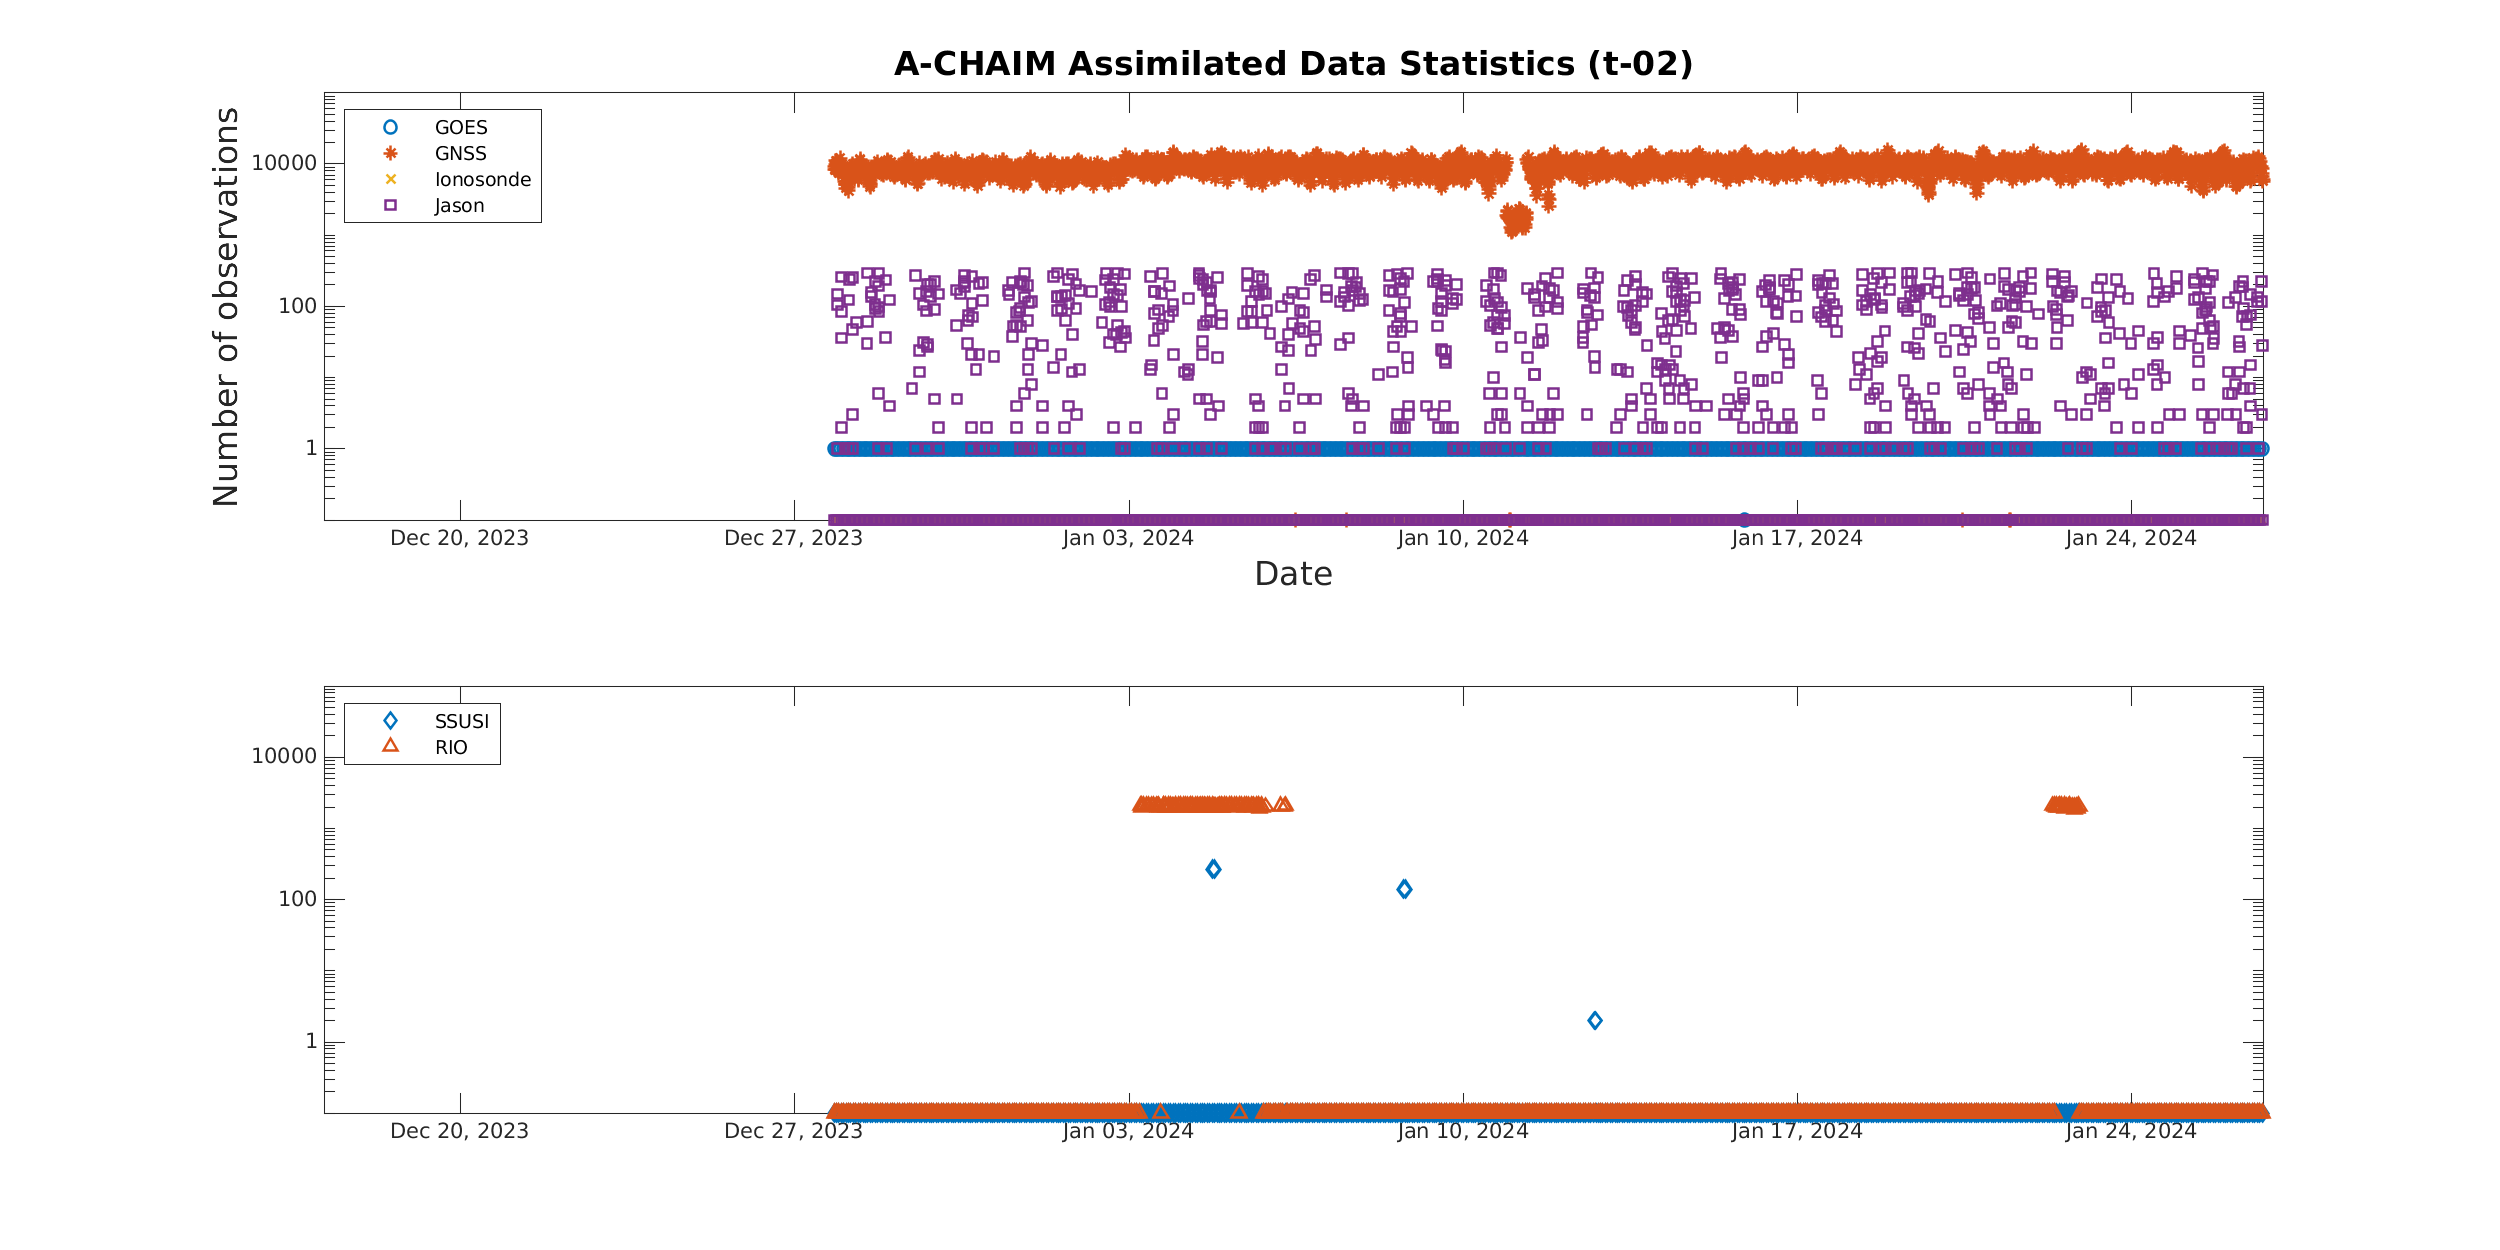 A-CHAIM Assimilated Data Statistics (t-02)
Number of observations
10000
100
1
GOES
GNSS
Ionosonde
Jason
Dec 20, 2023
Dec 27, 2023
Jan 03, 2024
Jan 10, 2024
Jan 17, 2024
Jan 24, 2024
Date
10000
100
1
SSUSI
RIO
Dec 20, 2023
Dec 27, 2023
Jan 03, 2024
Jan 10, 2024
Jan 17, 2024
Jan 24, 2024